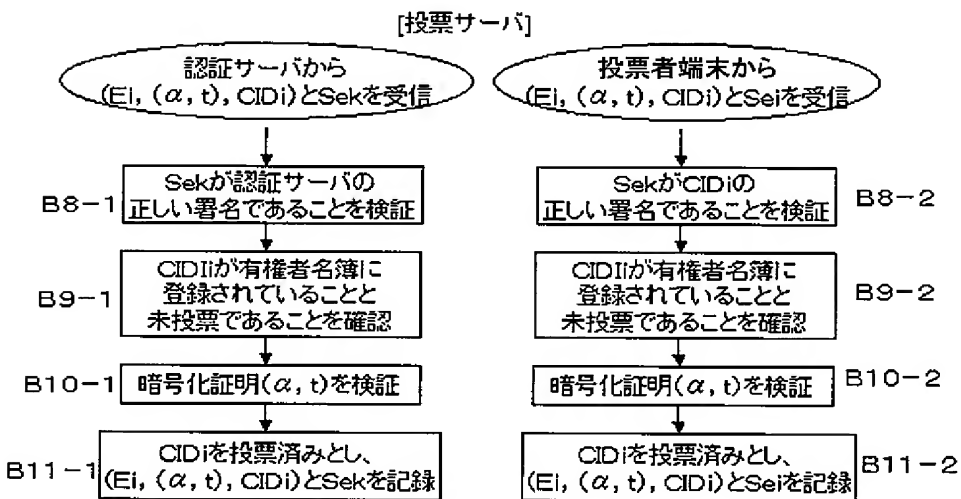 [投票サーバ]
認証サーバから
(Ei, (α, t), CIDi)とSekを受信
B8-1
Sekが認証サーバの
正しい署名であることを検証
B9-1
CIDIiが有権者名簿に
登録されていることと
未投票であることを確認
B10-1
暗号化証明(α, t)を検証
B11-1
CIDiを投票済みとし、
(Ei, (α, t), CIDi)とSekを記録
投票者端末から
(Ei, (α, t), CIDi)とSeiを受信
SekがCIDiの
正しい署名であることを検証
B8-2
CIDIiが有権者名簿に
登録されていることと
未投票であることを確認
B9-2
暗号化証明(α, t)を検証
B10-2
CIDiを投票済みとし、
(Ei, (α, t), CIDi)とSeiを記録
B11-2